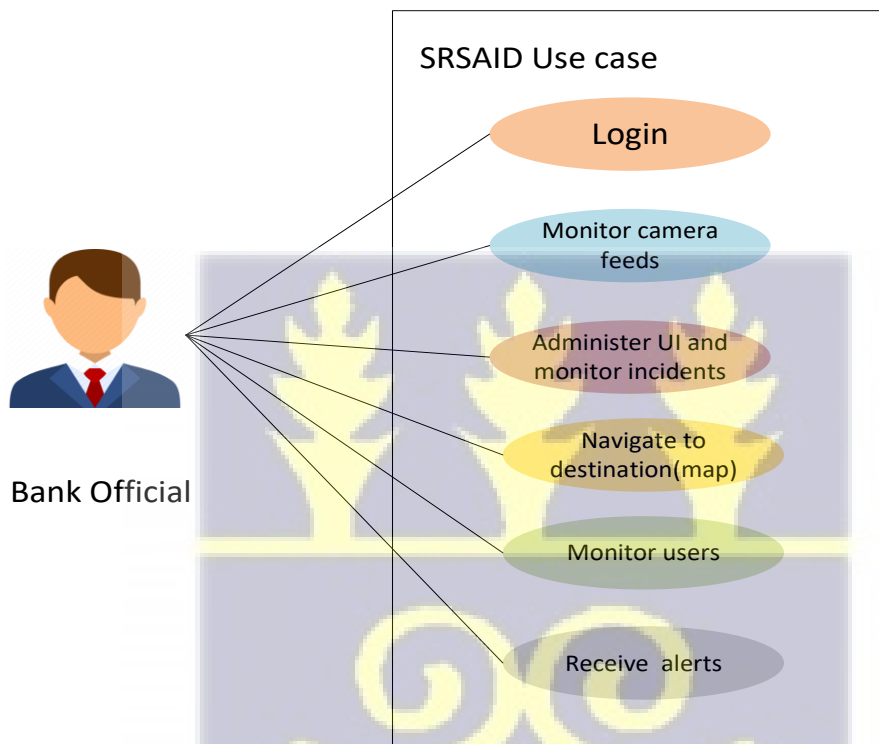 SRSAID Use case
Login
Monitor camera
feeds
Administer UI and
monitor incidents
Navigate to
destination(map)
Bank Official
Monitor users
Receive alerts